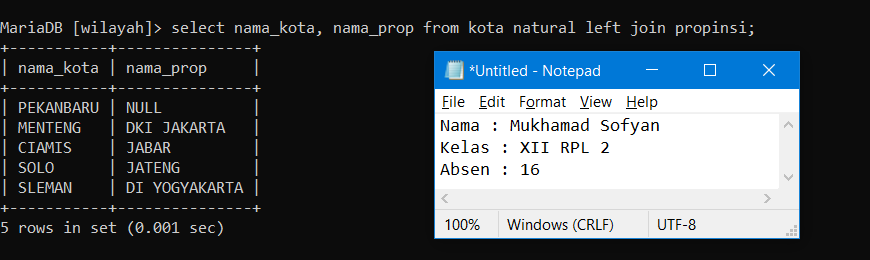 MariaDB [wilayah]> select nama_kota, nama_prop from kota natural left join propinsi;
+-----------+---------------+
| nama_kota | nama_prop     |
+-----------+---------------+
| PEKANBARU | NULL          |
| MENTENG   | DKI JAKARTA   |
| CIAMIS    | JABAR         |
| SOLO      | JATENG        |
| SLEMAN    | DI YOGYAKARTA |
+-----------+---------------+
5 rows in set (0.001 sec)
*Untitled - Notepad
File Edit Format View Help
Nama : Mukhamad Sofyan
Kelas : XII RPL 2
Absen : 16
100% Windows (CRLF) UTF-8